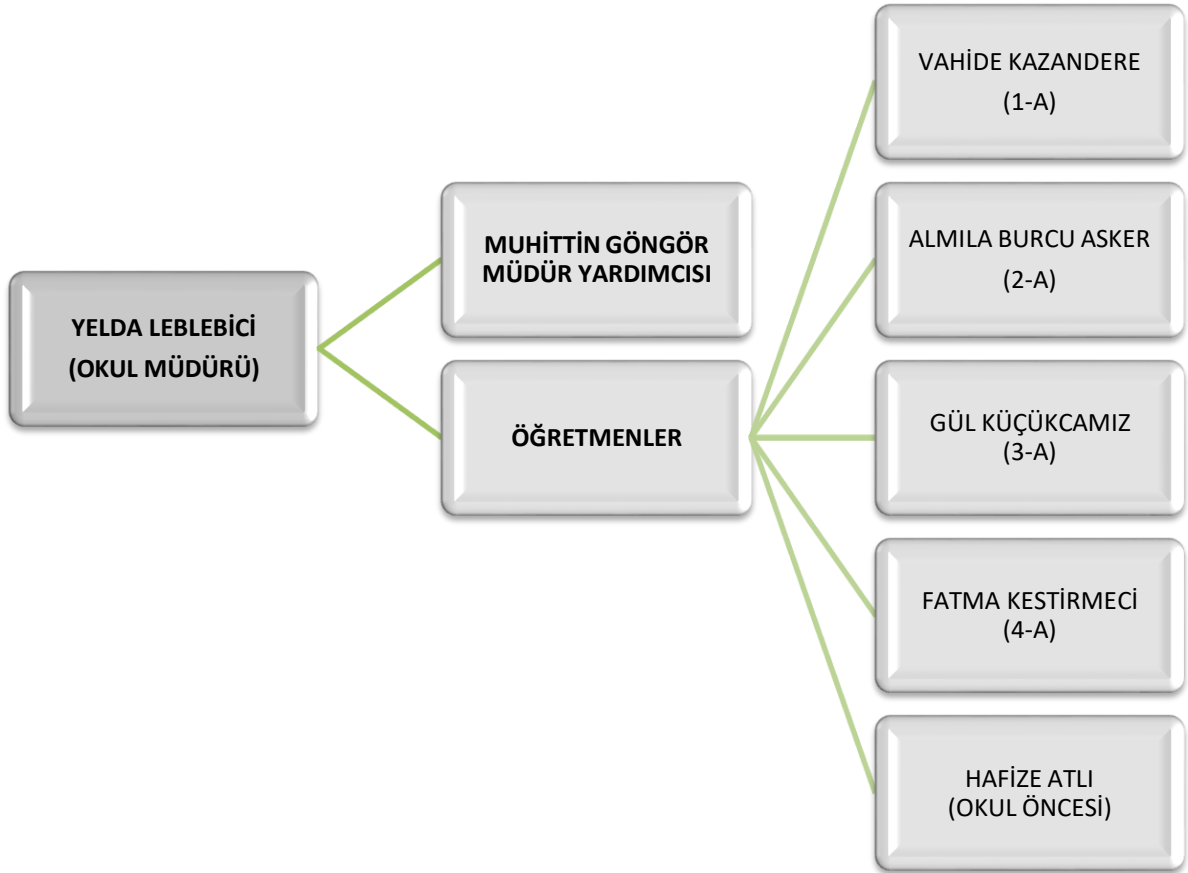 YELDA LEBLEBİCİ
(OKUL MÜDÜRÜ)
MUHİTTİN GÖNGÖR
MÜDÜR YARDIMCISI
ÖĞRETMENLER
VAHİDE KAZANDERE
(1-A)
ALMILA BURCU ASKER
(2-A)
GÜL KÜÇÜKCAMIZ
(3-A)
FATMA KESTİRMECİ
(4-A)
HAFİZE ATLI
(OKUL ÖNCESİ)